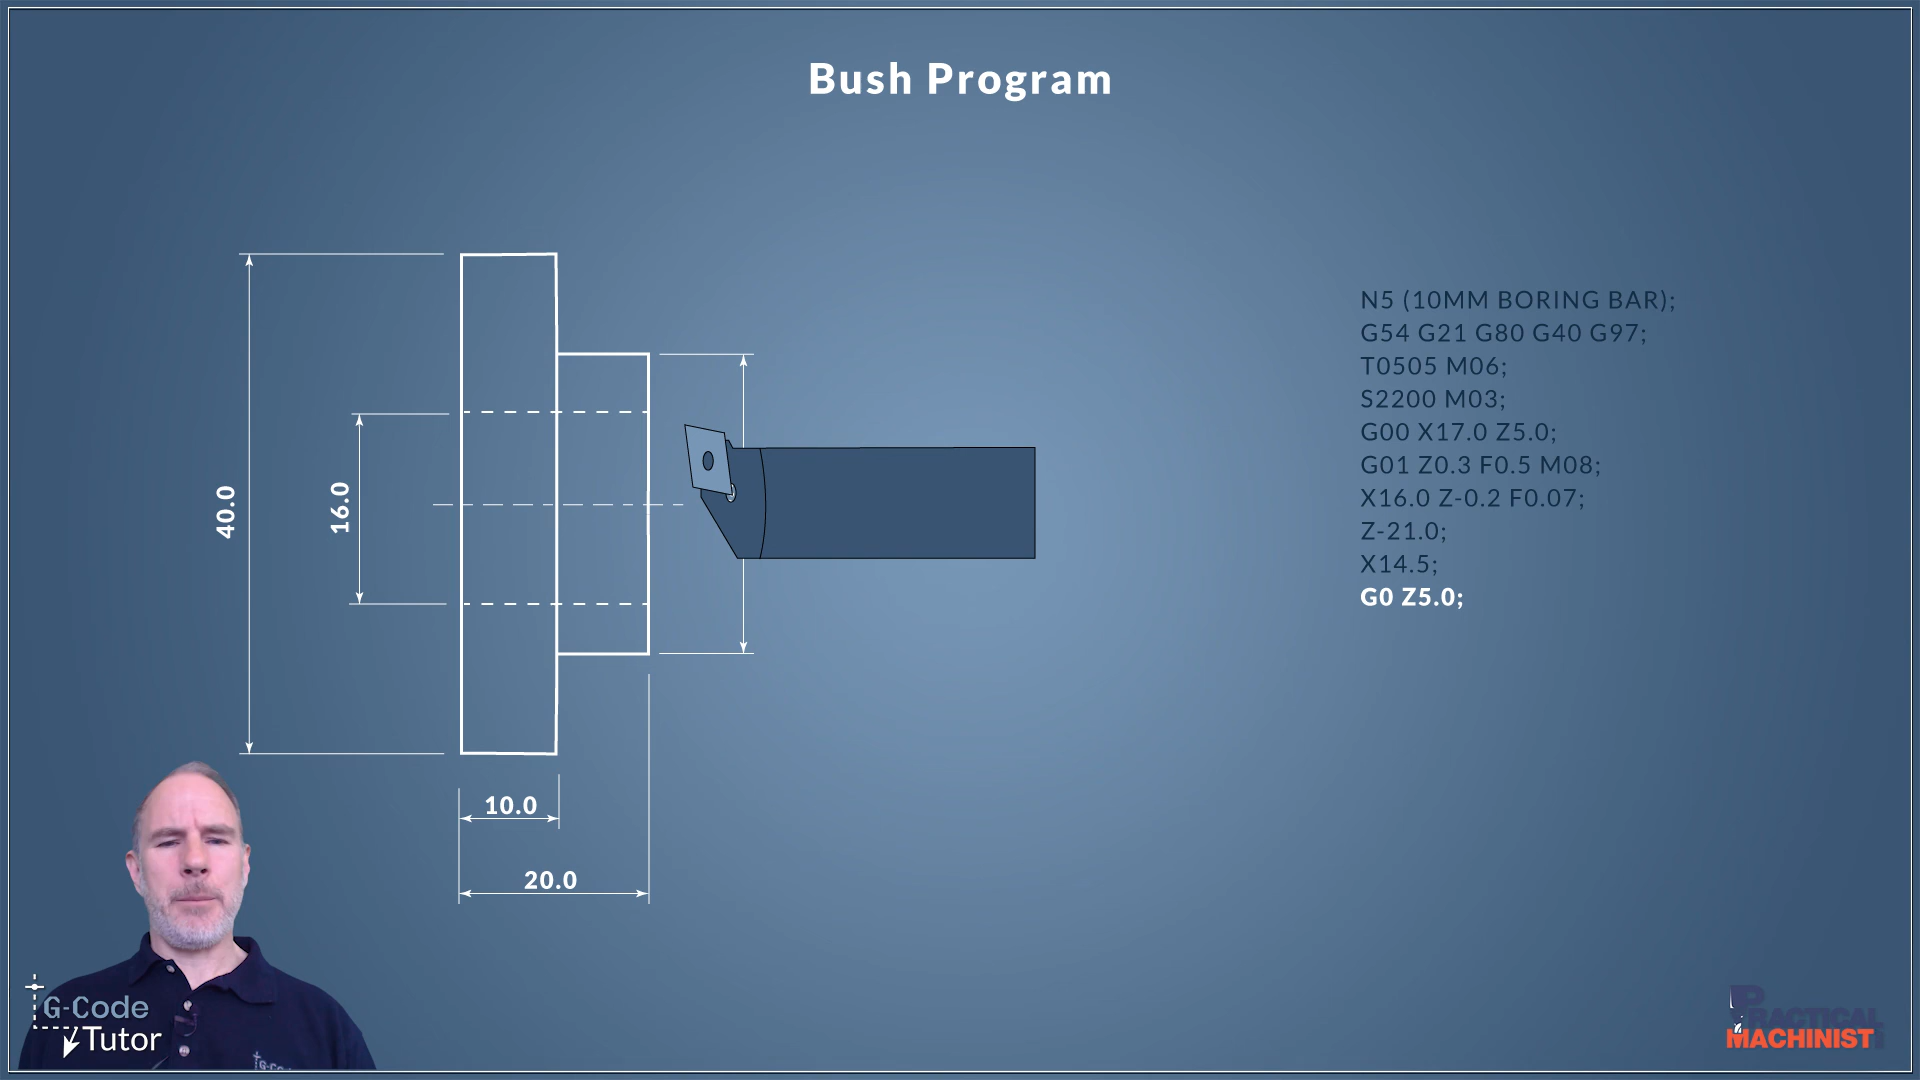 Bush Program
40.0
16.0
10.0
20.0
N5 (10MM BORING BAR);
G54 G21 G80 G40 G97;
T0505 M06;
S2200 M03;
G00 X17.0 Z5.0;
G01 Z0.3 F0.5 M08;
X16.0 Z-0.2 F0.07;
Z-21.0;
X14.5;
G0 Z5.0;
G-Code
Tutor
PRACTICAL
MACHINIST